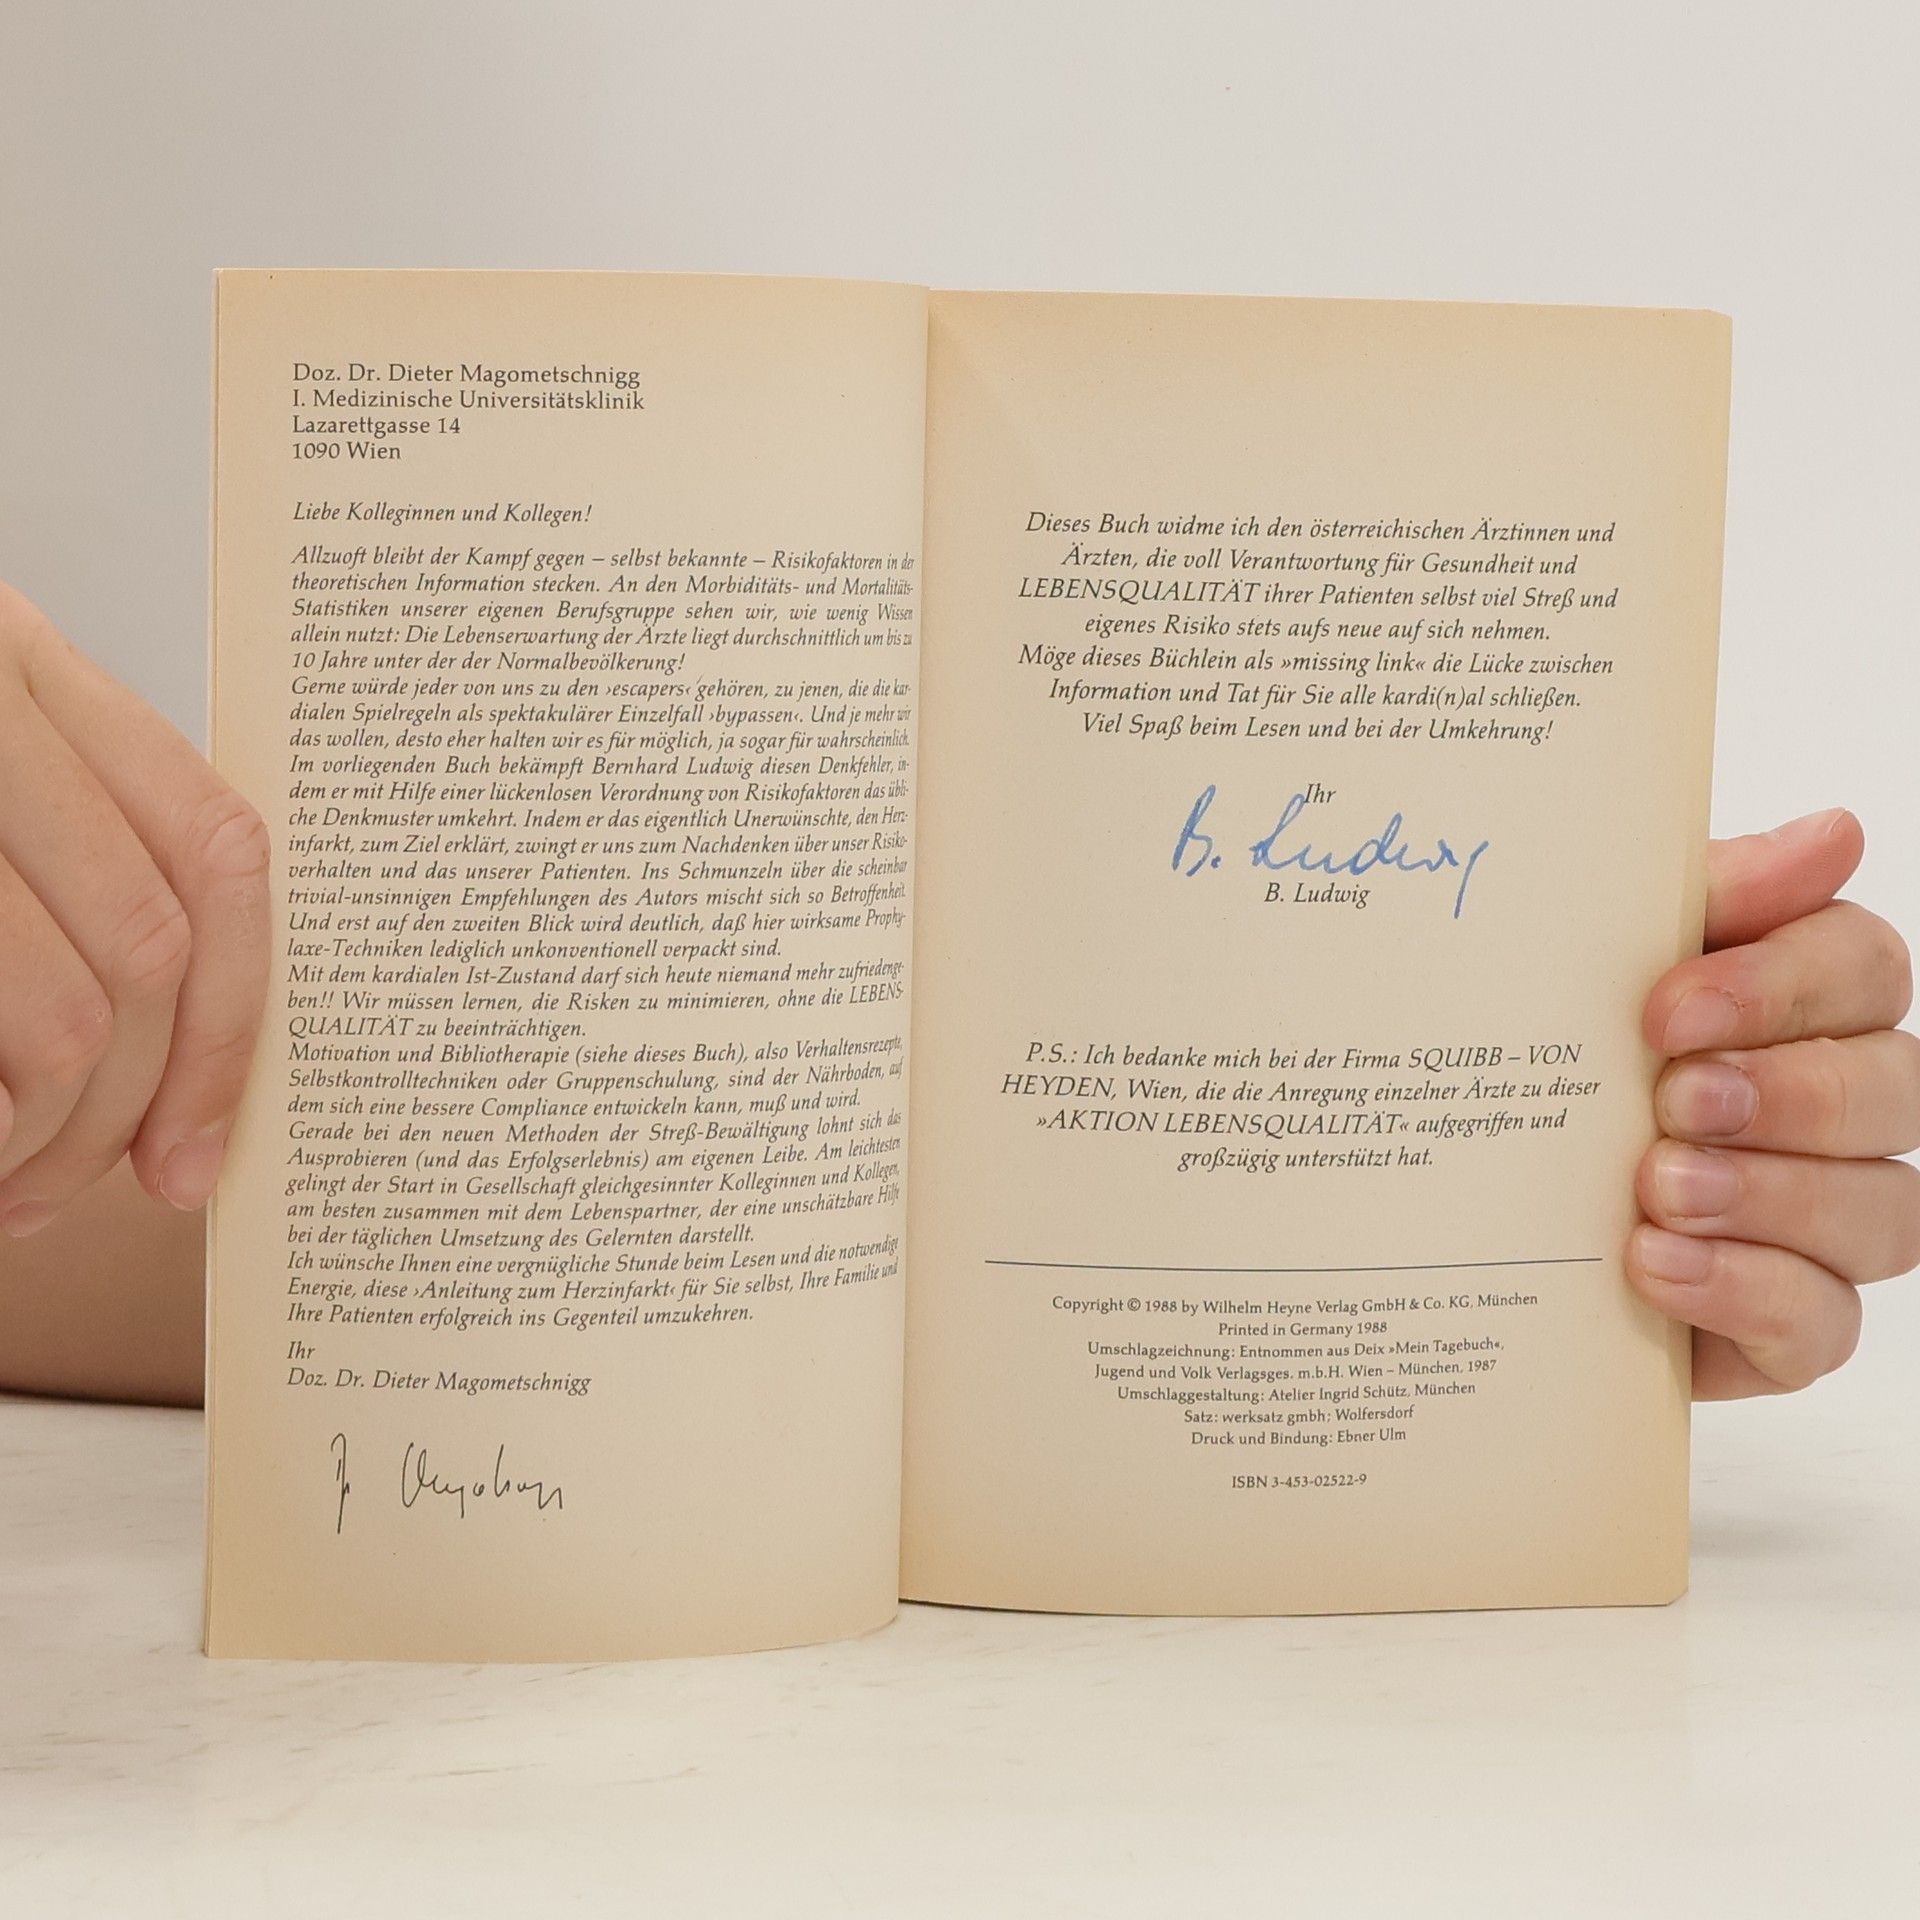 Doz. Dr. Dieter Magometschnigg
I. Medizinische Universitätsklinik
Lazarettgasse 14
1090 Wien
Liebe Kolleginnen und Kollegen!
Allzuoft bleibt der Kampf gegen – selbst bekannte – Risikofaktoren in der
theoretischen Information stecken. An den Morbiditäts- und Mortalitäts-
Statistiken unserer eigenen Berufsgruppe sehen wir, wie wenig Wissen
allein nutzt: Die Lebenserwartung der Ärzte liegt durchschnittlich um bis zu
10 Jahre unter der der Normalbevölkerung!
Gerne würde jeder von uns zu den ›escapers‹ gehören, zu jenen, die die kar-
dialen Spielregeln als spektakulärer Einzelfall ›bypassen‹. Und je mehr wir
das wollen, desto eher halten wir es für möglich, ja sogar für wahrscheinlich.
Im vorliegenden Buch bekämpft Bernhard Ludwig diesen Denkfehler, in-
dem er mit Hilfe einer lückenlosen Verordnung von Risikofaktoren das übli-
che Denkmuster umkehrt. Indem er das eigentlich Unerwünschte, den Herz-
infarkt, zum Ziel erklärt, zwingt er uns zum Nachdenken über unser Risiko-
verhalten und das unserer Patienten. Ins Schmunzeln über die scheinbar
trivial-unsinnigen Empfehlungen des Autors mischt sich so Betroffenheit.
Und erst auf den zweiten Blick wird deutlich, daß hier wirksame Prophy-
laxe-Techniken lediglich unkonventionell verpackt sind.
Mit dem kardialen Ist-Zustand darf sich heute niemand mehr zufriedenge-
ben!! Wir müssen lernen, die Risken zu minimieren, ohne die LEBENS-
QUALITÄT zu beeinträchtigen.
Motivation und Bibliotherapie (siehe dieses Buch), also Verhaltensrezepte,
Selbstkontrolltechniken oder Gruppenschulung, sind der Nährboden, auf
dem sich eine bessere Compliance entwickeln kann, muß und wird.
Gerade bei den neuen Methoden der Streß-Bewältigung lohnt sich das
Ausprobieren (und das Erfolgserlebnis) am eigenen Leibe. Am leichtesten
gelingt der Start in Gesellschaft gleichgesinnter Kolleginnen und Kollegen,
am besten zusammen mit dem Lebenspartner, der eine unschätzbare Hilfe
bei der täglichen Umsetzung des Gelernten darstellt.
Ich wünsche Ihnen eine vergnügliche Stunde beim Lesen und die notwendige
Energie, diese ›Anleitung zum Herzinfarkt‹ für Sie selbst, Ihre Familie und
Ihre Patienten erfolgreich ins Gegenteil umzukehren.
Ihr
Doz. Dr. Dieter Magometschnigg
Dieses Buch widme ich den österreichischen Ärztinnen und
Ärzten, die voll Verantwortung für Gesundheit und
LEBENSQUALITÄT ihrer Patienten selbst viel Streß und
eigenes Risiko stets aufs neue auf sich nehmen.
Möge dieses Büchlein als »missing link« die Lücke zwischen
Information und Tat für Sie alle kardi(n)al schließen.
Viel Spaß beim Lesen und bei der Umkehrung!
Ihr
B. Ludwig
B. Ludwig
P.S.: Ich bedanke mich bei der Firma SQUIBB – VON
HEYDEN, Wien, die die Anregung einzelner Ärzte zu dieser
»AKTION LEBENSQUALITÄT« aufgegriffen und
großzügig unterstützt hat.
Copyright © 1988 by Wilhelm Heyne Verlag GmbH & Co. KG, München
Printed in Germany 1988
Umschlagzeichnung: Entnommen aus Deix »Mein Tagebuch«,
Jugend und Volk Verlagsges. m.b.H. Wien – München, 1987
Umschlaggestaltung: Atelier Ingrid Schütz, München
Satz: werksatz gmbh; Wolfersdorf
Druck und Bindung: Ebner Ulm
ISBN 3-453-02522-9